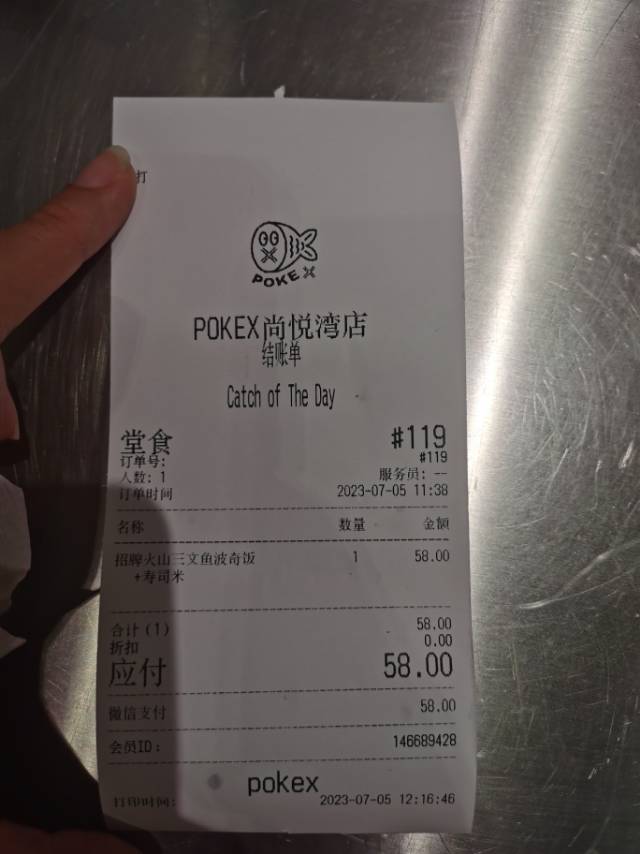 打
POKEX
POKEX尚悦湾店
结账单
Catch of The Day
堂食 #119
订单号: #119
人数: 1 服务员: --
订单时间 2023-07-05 11:38
名称 数量 金额
招牌火山三文鱼波奇饭 1 58.00
+寿司米
合计(1) 58.00
折扣 0.00
应付 58.00
微信支付 58.00
会员ID: 146689428
pokex
打印时间: 2023-07-05 12:16:46